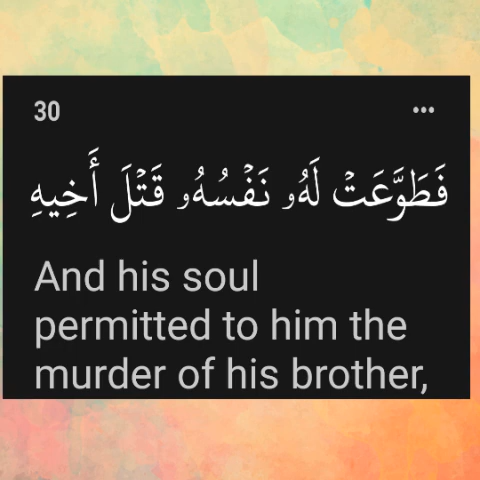 30
فَطَوَّعَتْ لَهُۥ نَفْسُهُۥ قَتْلَ أَخِيهِ
And his soul
permitted to him the
murder of his brother,